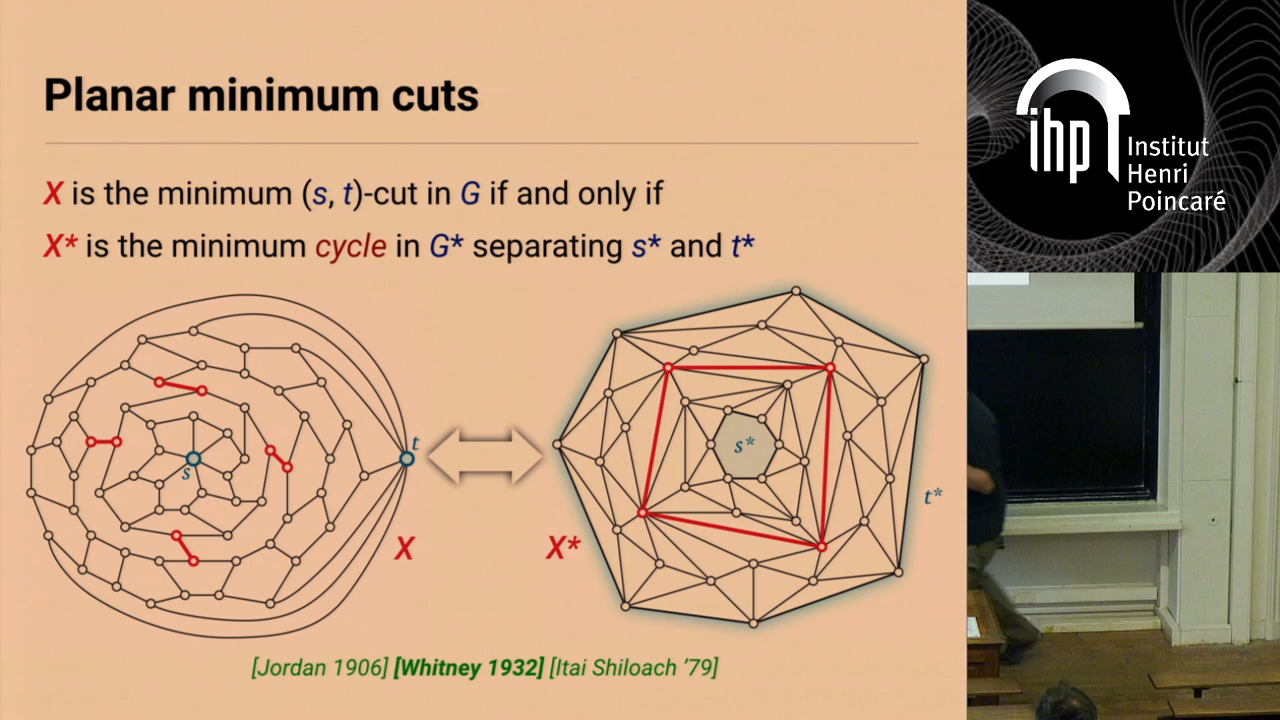 Planar minimum cuts
X is the minimum (s, t)-cut in G if and only if
X* is the minimum cycle in G* separating s* and t*
s
t
X
X*
s*
t*
[Jordan 1906] [Whitney 1932] [Itai Shiloach ’79]
ihp Institut
Henri
Poincaré